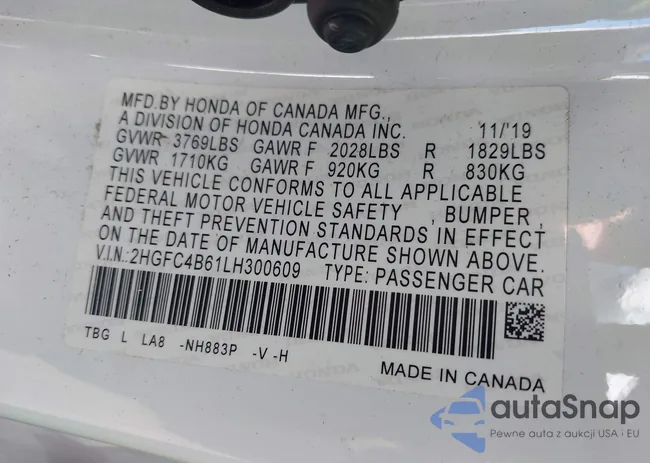 MFD.BY HONDA OF CANADA MFG.,
A DIVISION OF HONDA CANADA INC. 11/'19
GVWR 3769LBS GAWR F 2028LBS R 1829LBS
GVWR 1710KG GAWR F 920KG R 830KG
THIS VEHICLE CONFORMS TO ALL APPLICABLE
FEDERAL MOTOR VEHICLE SAFETY , BUMPER ,
AND THEFT PREVENTION STANDARDS IN EFFECT
ON THE DATE OF MANUFACTURE SHOWN ABOVE.
V.I.N.:2HGFC4B61LH300609 TYPE: PASSENGER CAR
TBG L LA8 -NH883P -V -H
MADE IN CANADA
autaSnap
Pewne auta z aukcji USA i EU